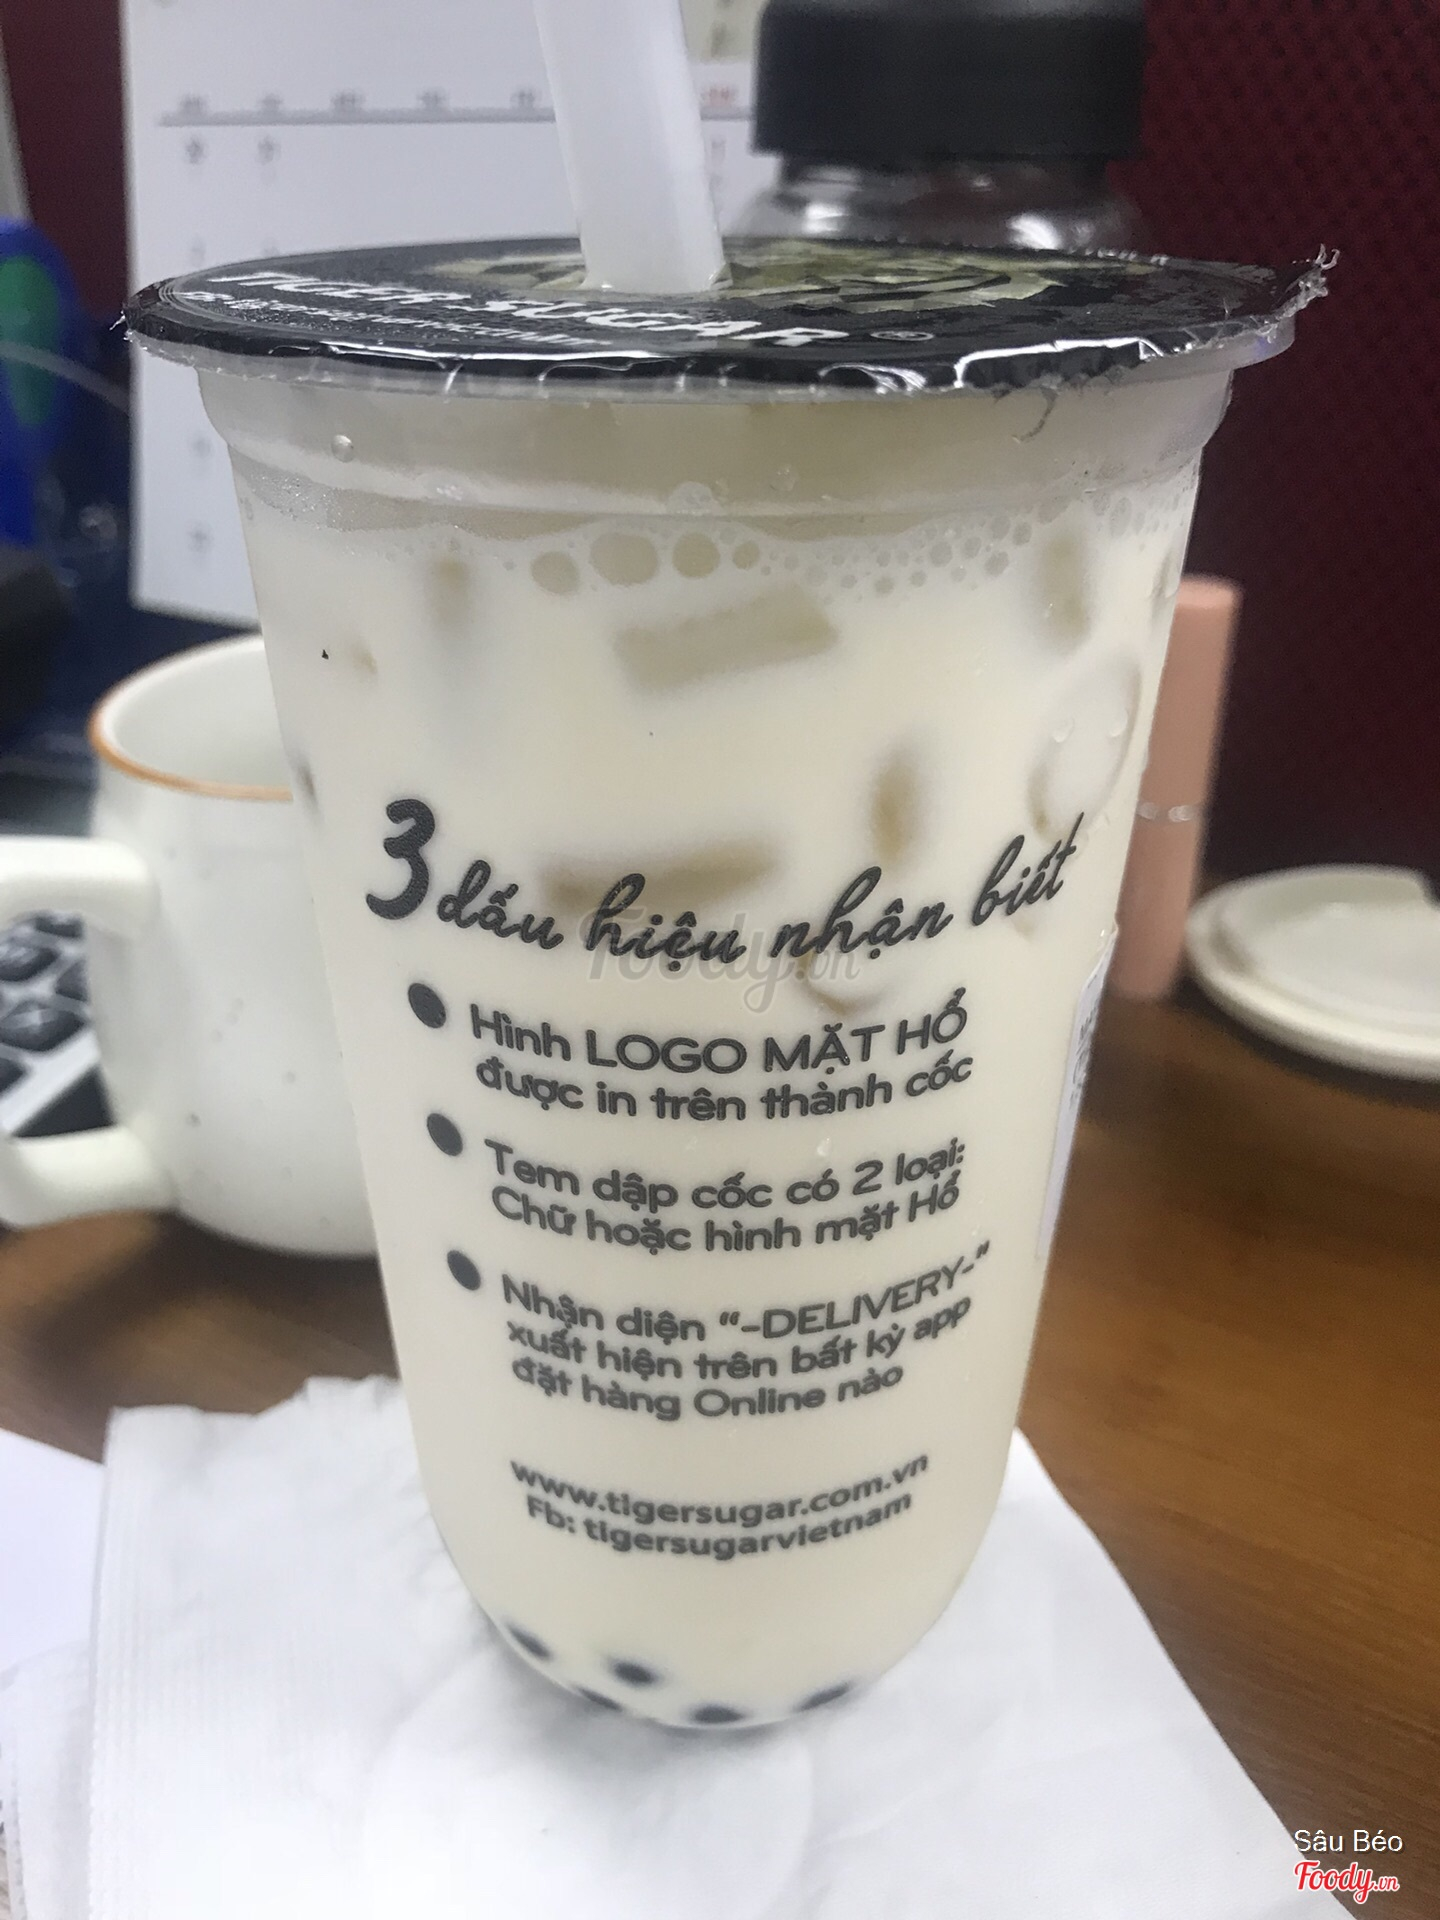 TIGER SUGAR ®
3 dấu hiệu nhận biết
Foody.vn
Hình LOGO MẶT HỔ
được in trên thành cốc
Tem dập cốc có 2 loại:
Chữ hoặc hình mặt Hổ
Nhận diện “-DELIVERY-“
xuất hiện trên bất kỳ app
đặt hàng Online nào
www.tigersugar.com.vn
Fb: tigersugarvietnam
Sâu Béo
Foody.vn